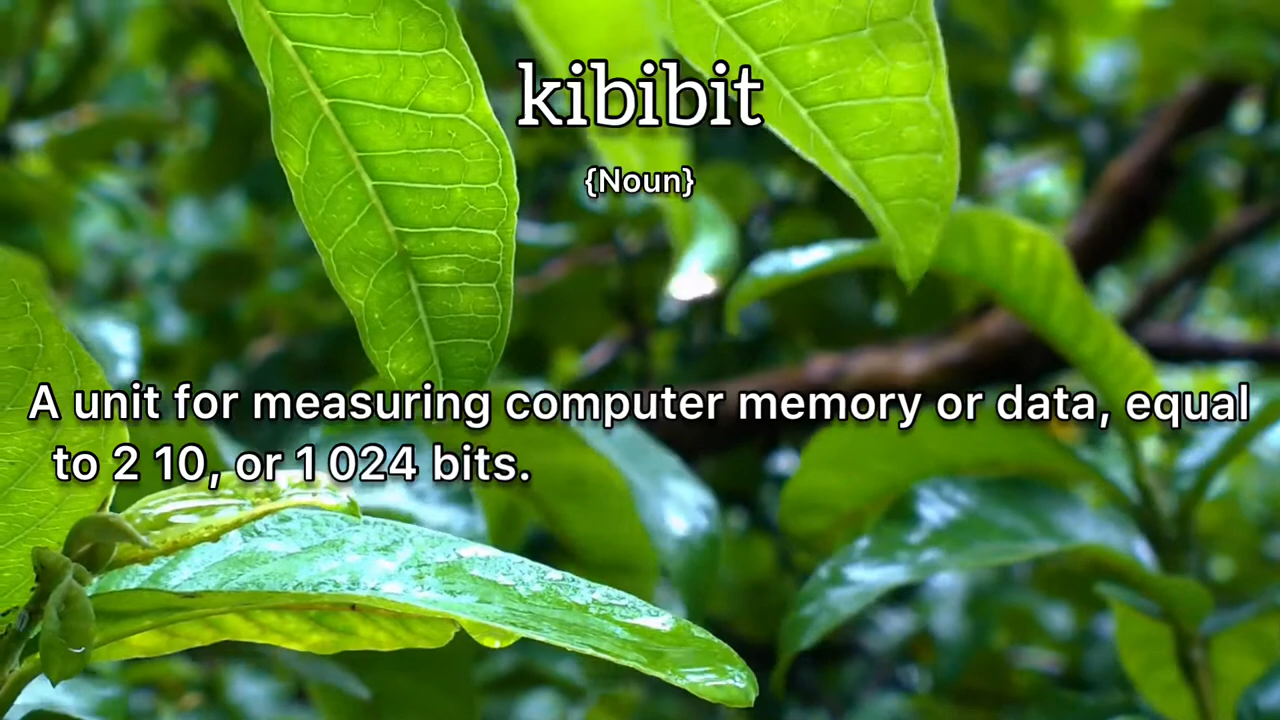 kibibit
{Noun}
A unit for measuring computer memory or data, equal
to 2 10, or 1 024 bits.